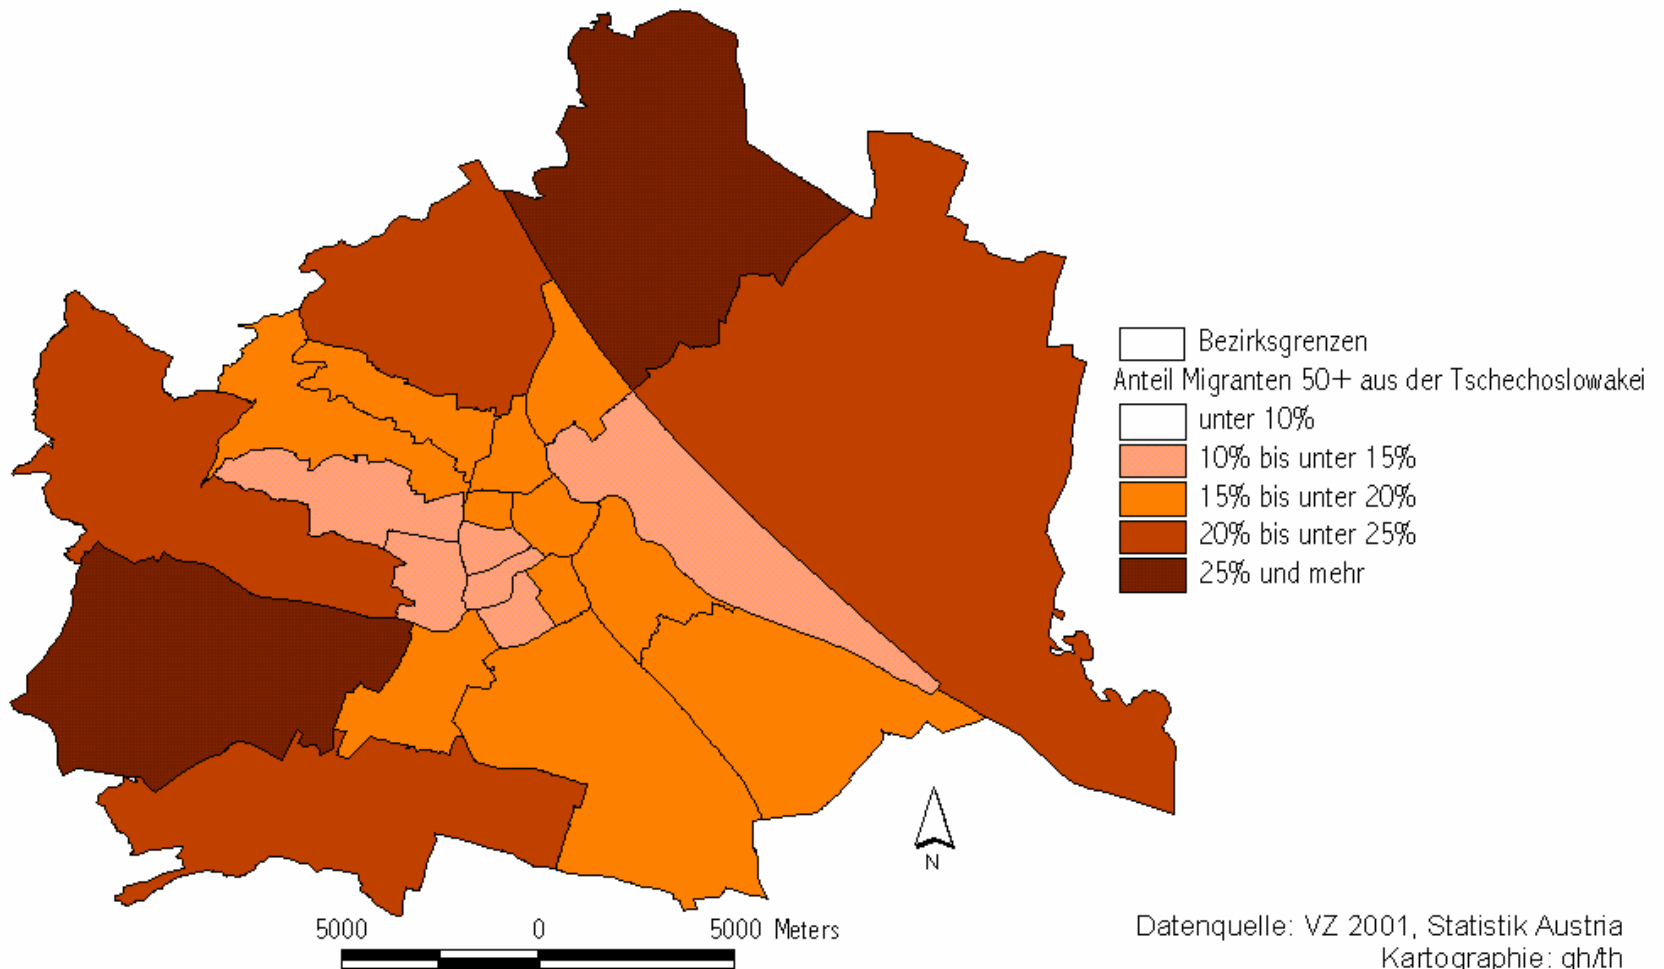 Bezirksgrenzen
Anteil Migranten 50+ aus der Tschechoslowakei
unter 10%
10% bis unter 15%
15% bis unter 20%
20% bis unter 25%
25% und mehr
N
5000 0 5000 Meters
Datenquelle: VZ 2001, Statistik Austria
Kartographie: gh/th